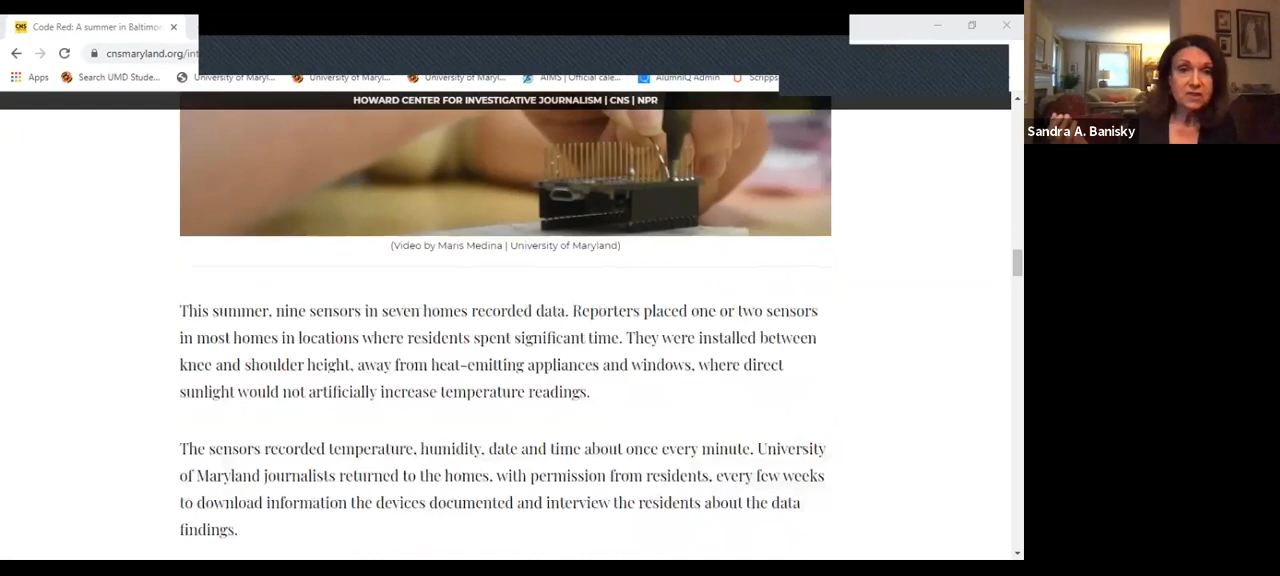 CNS Code Red: A summer in Baltimor
cnsmaryland.org/int
Apps Search UMD Stude... University of Maryl... University of Maryl... University of Maryl... AIMS | Official cale... AlumniQ Admin Scripps
HOWARD CENTER FOR INVESTIGATIVE JOURNALISM | CNS | NPR
Sandra A. Banisky
(Video by Maris Medina | University of Maryland)
This summer, nine sensors in seven homes recorded data. Reporters placed one or two sensors
in most homes in locations where residents spent significant time. They were installed between
knee and shoulder height, away from heat-emitting appliances and windows, where direct
sunlight would not artificially increase temperature readings.
The sensors recorded temperature, humidity, date and time about once every minute. University
of Maryland journalists returned to the homes, with permission from residents, every few weeks
to download information the devices documented and interview the residents about the data
findings.